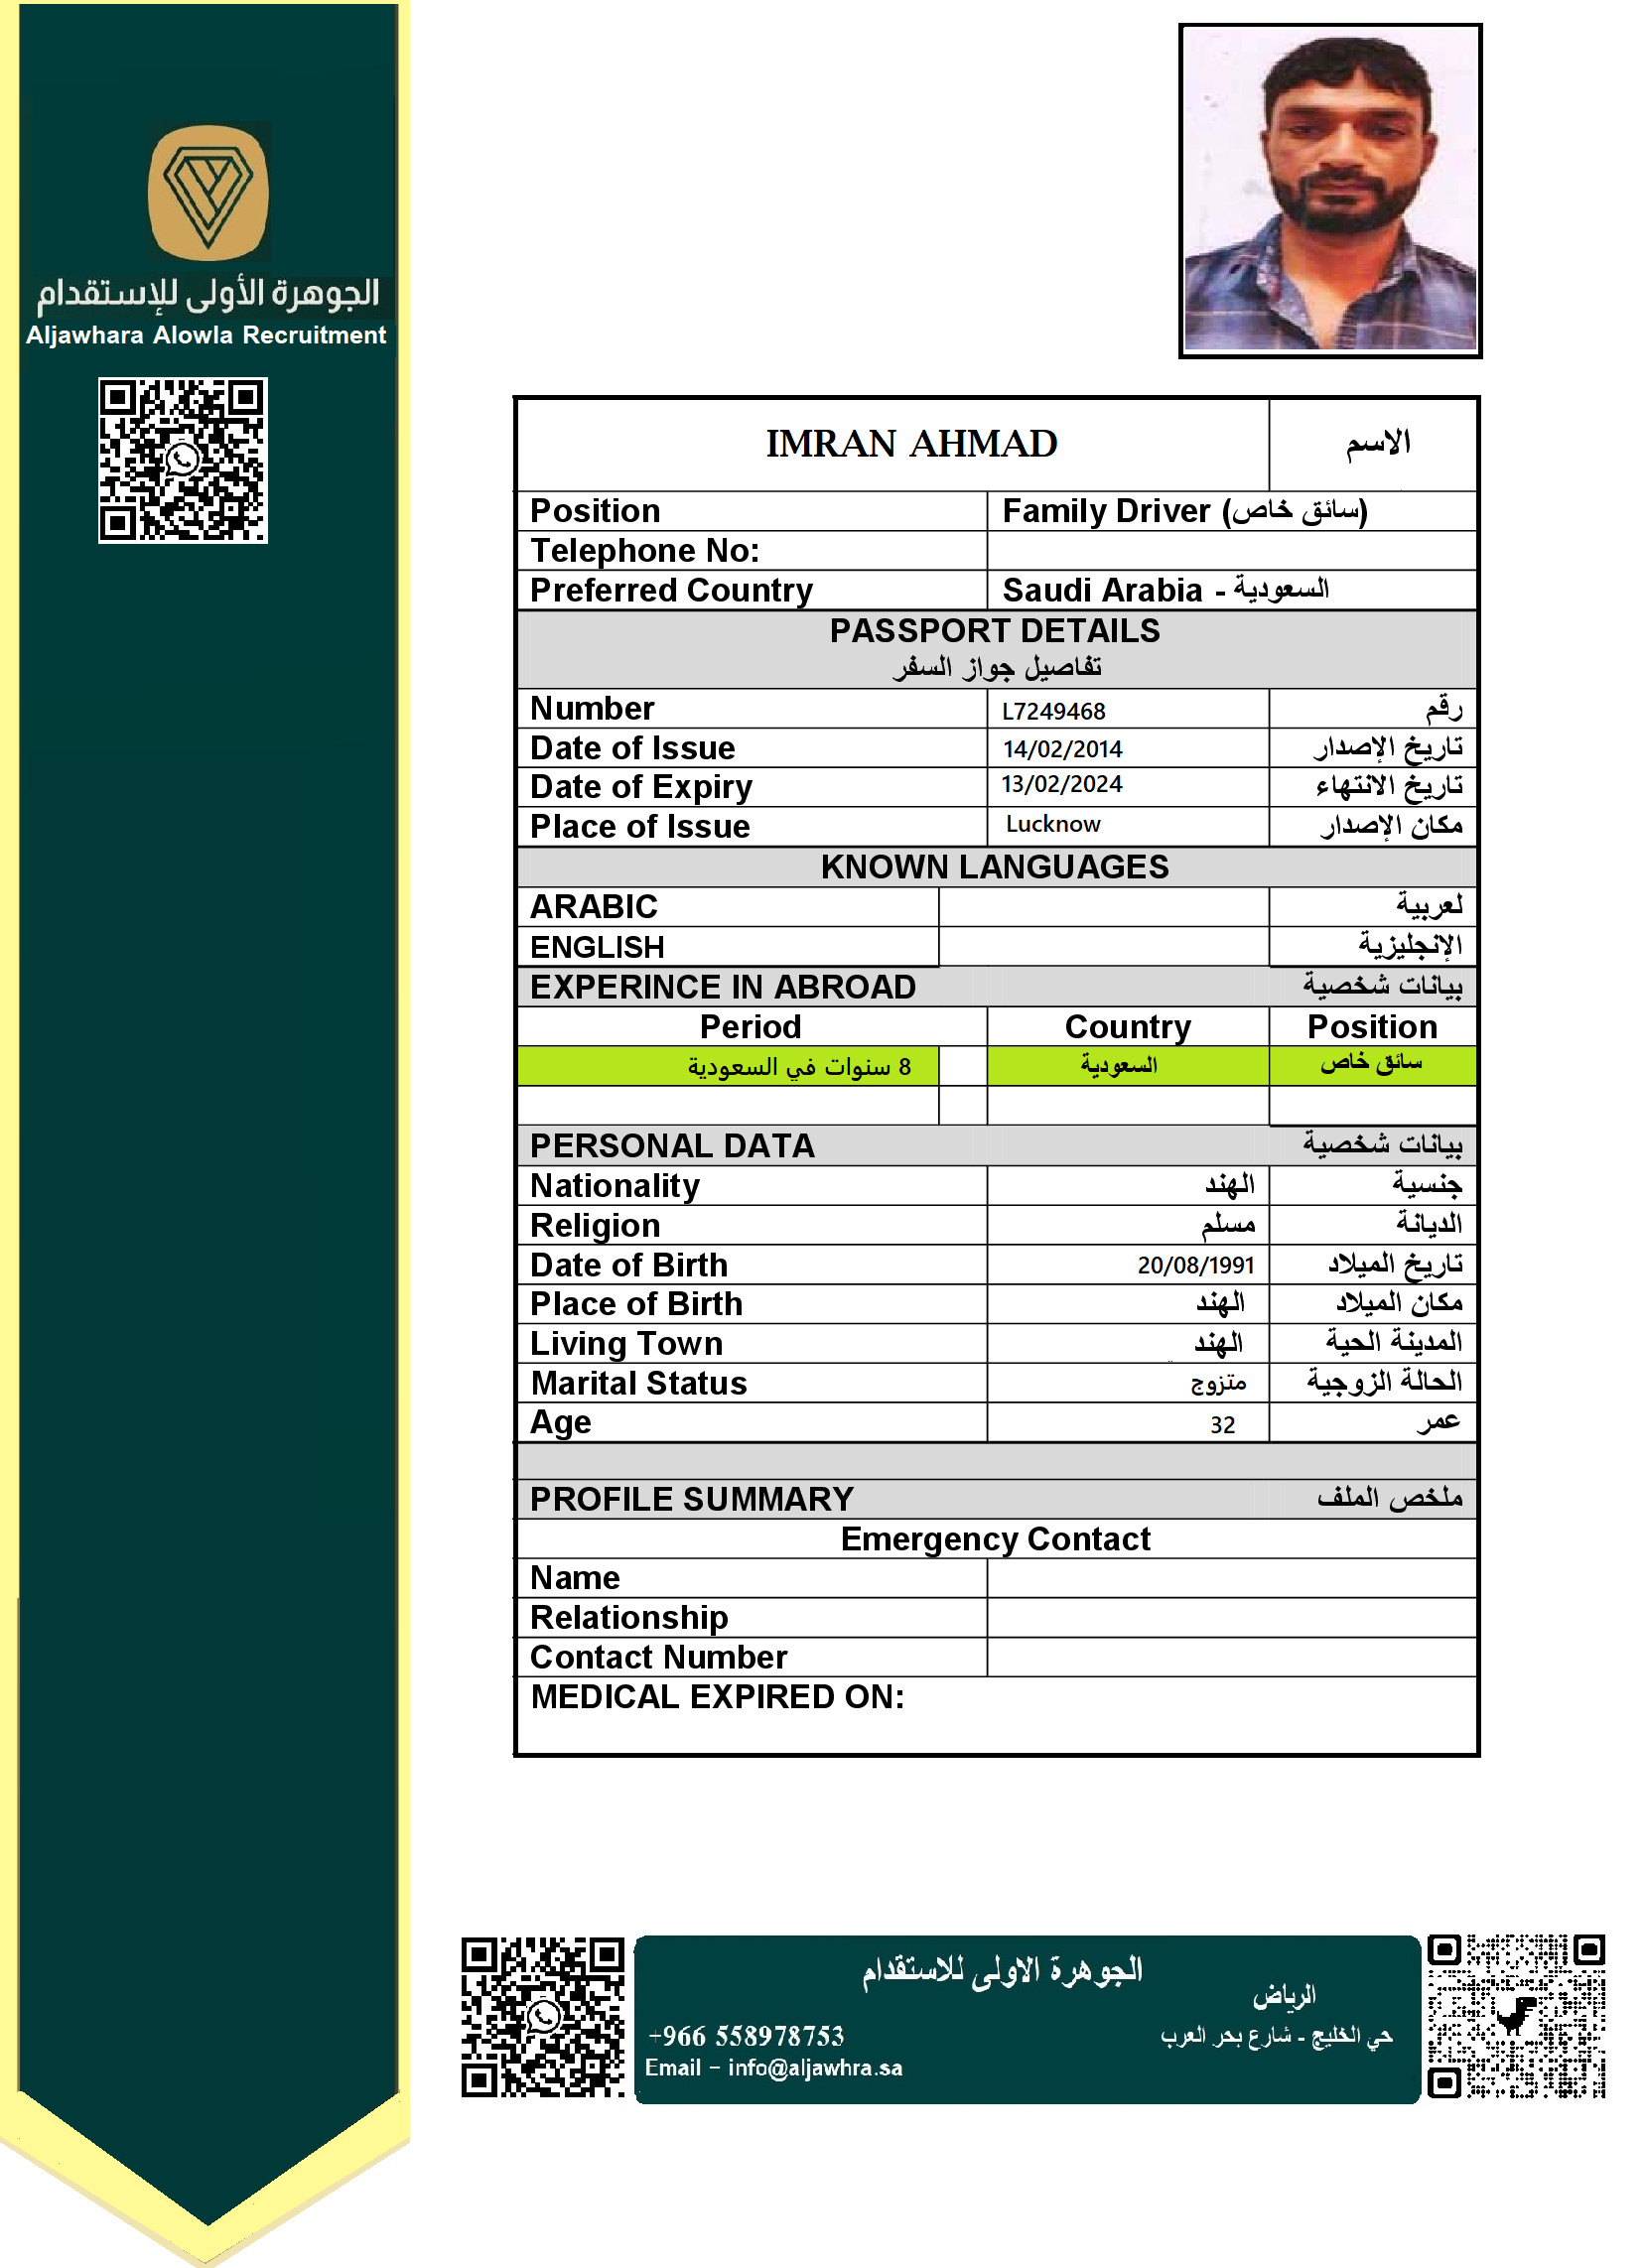 الجوهرة الأولى للإستقدام
Aljawhara Alowla Recruitment
IMRAN AHMAD الاسم
Position Family Driver (سائق خاص)
Telephone No:
Preferred Country Saudi Arabia - السعودية
PASSPORT DETAILS
تفاصيل جواز السفر
Number L7249468 رقم
Date of Issue 14/02/2014 تاريخ الإصدار
Date of Expiry 13/02/2024 تاريخ الانتهاء
Place of Issue Lucknow مكان الإصدار
KNOWN LANGUAGES
ARABIC لعربية
ENGLISH الإنجليزية
EXPERINCE IN ABROAD بيانات شخصية
Period Country Position
8 سنوات في السعودية السعودية سائق خاص
PERSONAL DATA بيانات شخصية
Nationality الهند جنسية
Religion مسلم الديانة
Date of Birth 20/08/1991 تاريخ الميلاد
Place of Birth الهند مكان الميلاد
Living Town الهند المدينة الحية
Marital Status متزوج الحالة الزوجية
Age 32 عمر
PROFILE SUMMARY ملخص الملف
Emergency Contact
Name
Relationship
Contact Number
MEDICAL EXPIRED ON:
الجوهرة الاولى للاستقدام
الرياض
+966 558978753 حي الخليج - شارع بحر العرب
Email - info@aljawhra.sa